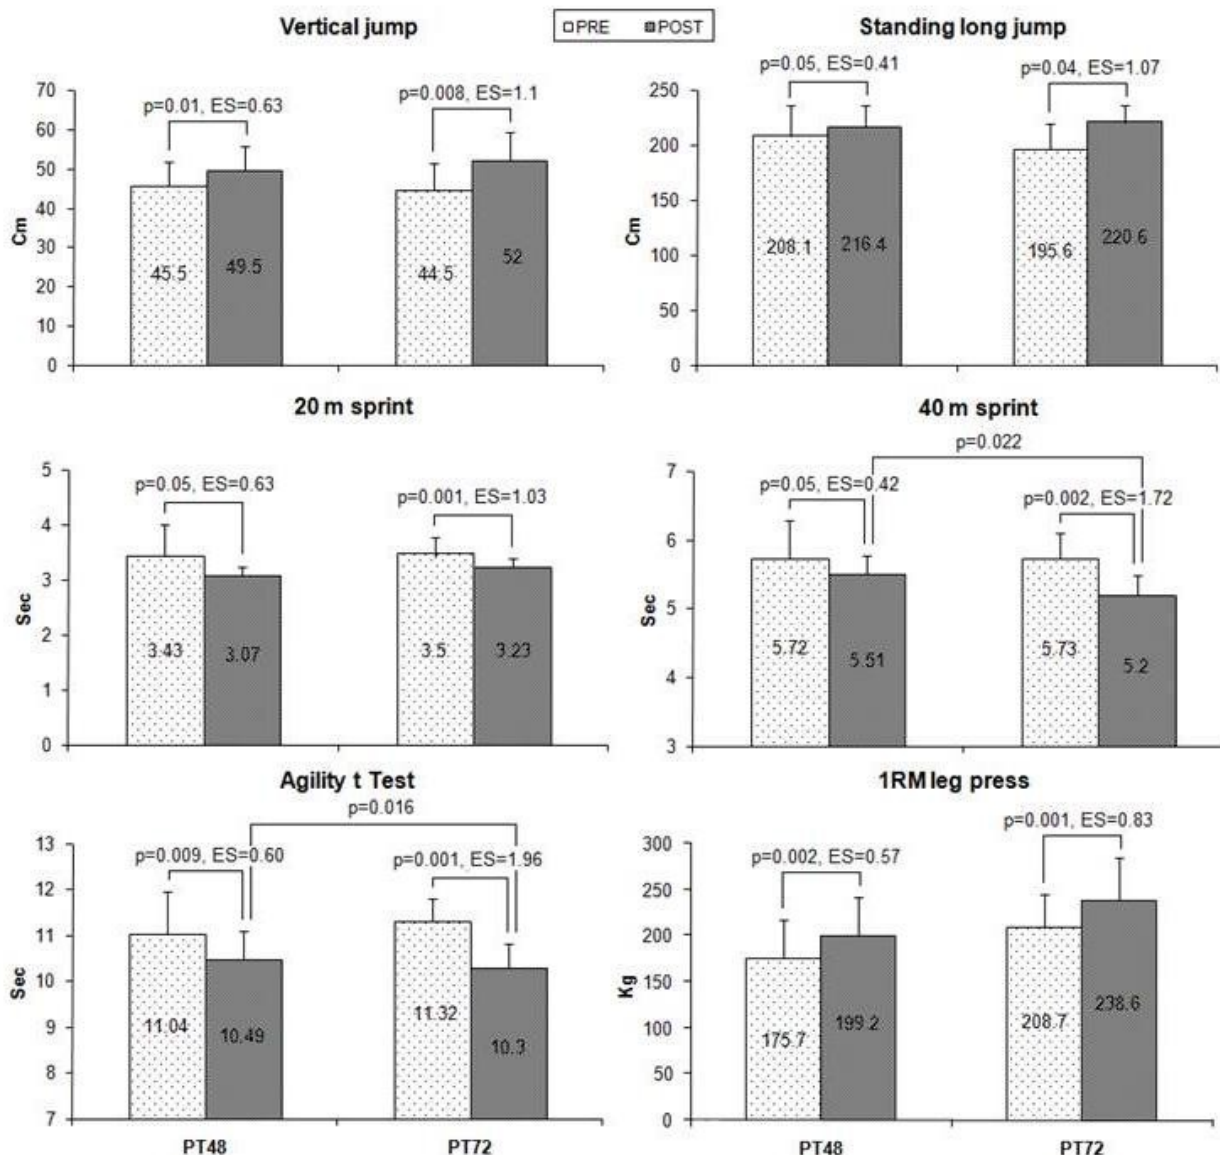 Vertical jump
PRE POST
Standing long jump
p=0.01, ES=0.63
p=0.008, ES=1.1
70
60
50
40
30
20
10
0
Cm
45.5
49.5
44.5
52
p=0.05, ES=0.41
p=0.04, ES=1.07
250
200
150
100
50
0
Cm
208.1
216.4
195.6
220.6
20 m sprint
p=0.05, ES=0.63
p=0.001, ES=1.03
5
4
3
2
1
0
Sec
3.43
3.07
3.5
3.23
40 m sprint
p=0.022
p=0.05, ES=0.42
p=0.002, ES=1.72
7
6
5
4
3
Sec
5.72
5.51
5.73
5.2
Agility t Test
p=0.016
p=0.009, ES=0.60
p=0.001, ES=1.96
13
12
11
10
9
8
7
Sec
11.04
10.49
11.32
10.3
PT48
PT72
1RM leg press
p=0.002, ES=0.57
p=0.001, ES=0.83
300
250
200
150
100
50
0
Kg
175.7
199.2
208.7
238.6
PT48
PT72